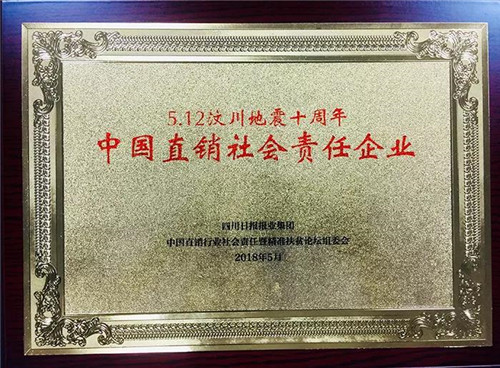 5.12汶川地震十周年
中国直销社会责任企业
四川日报报业集团
中国直销行业社会责任暨精准扶贫论坛组委会
2018年5月